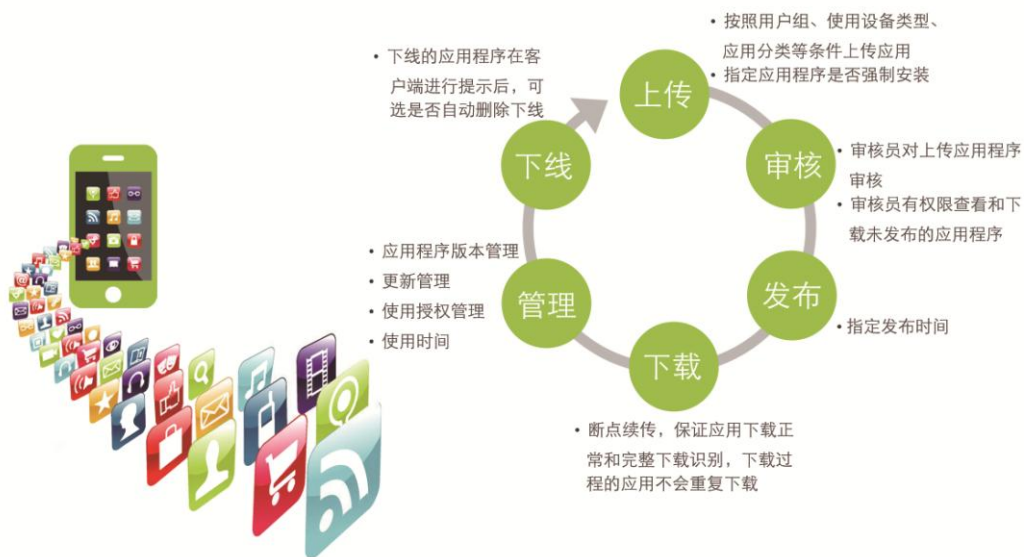 • 按照用户组、使用设备类型、
应用分类等条件上传应用
• 指定应用程序是否强制安装
上传
• 审核员对上传应用程序
审核
• 审核员有权限查看和下
载未发布的应用程序
审核
• 指定发布时间
发布
• 断点续传，保证应用下载正
常和完整下载识别，下载过
程的应用不会重复下载
下载
• 应用程序版本管理
• 更新管理
• 使用授权管理
• 使用时间
管理
• 下线的应用程序在客
户端进行提示后，可
选是否自动删除下线
下线